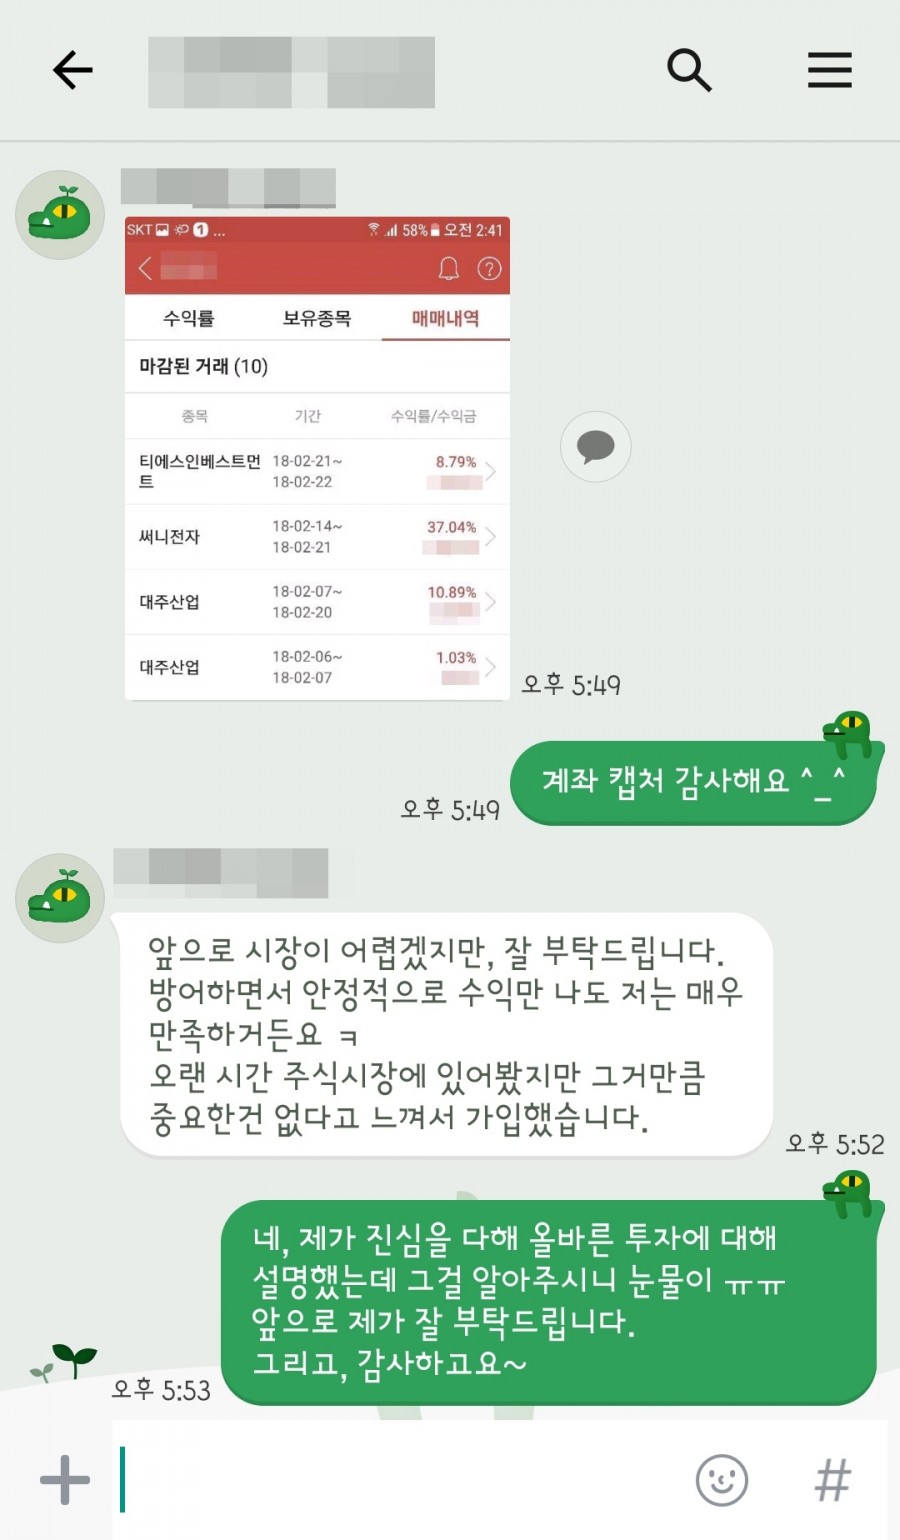 SKT 1 ... 58% 오전 2:41
수익률 보유종목 매매내역
마감된 거래 (10)
종목 기간 수익률/수익금
티에스인베스트먼트 18-02-21~ 18-02-22 8.79%
써니전자 18-02-14~ 18-02-21 37.04%
대주산업 18-02-07~ 18-02-20 10.89%
대주산업 18-02-06~ 18-02-07 1.03%
오후 5:49
계좌 캡처 감사해요 ^_^
오후 5:49
앞으로 시장이 어렵겠지만, 잘 부탁드립니다.
방어하면서 안정적으로 수익만 나도 저는 매우
만족하거든요 ㅋ
오랜 시간 주식시장에 있어봤지만 그거만큼
중요한건 없다고 느껴서 가입했습니다.
오후 5:52
네, 제가 진심을 다해 올바른 투자에 대해
설명했는데 그걸 알아주시니 눈물이 ㅠㅠ
앞으로 제가 잘 부탁드립니다.
그리고, 감사하고요~
오후 5:53
#